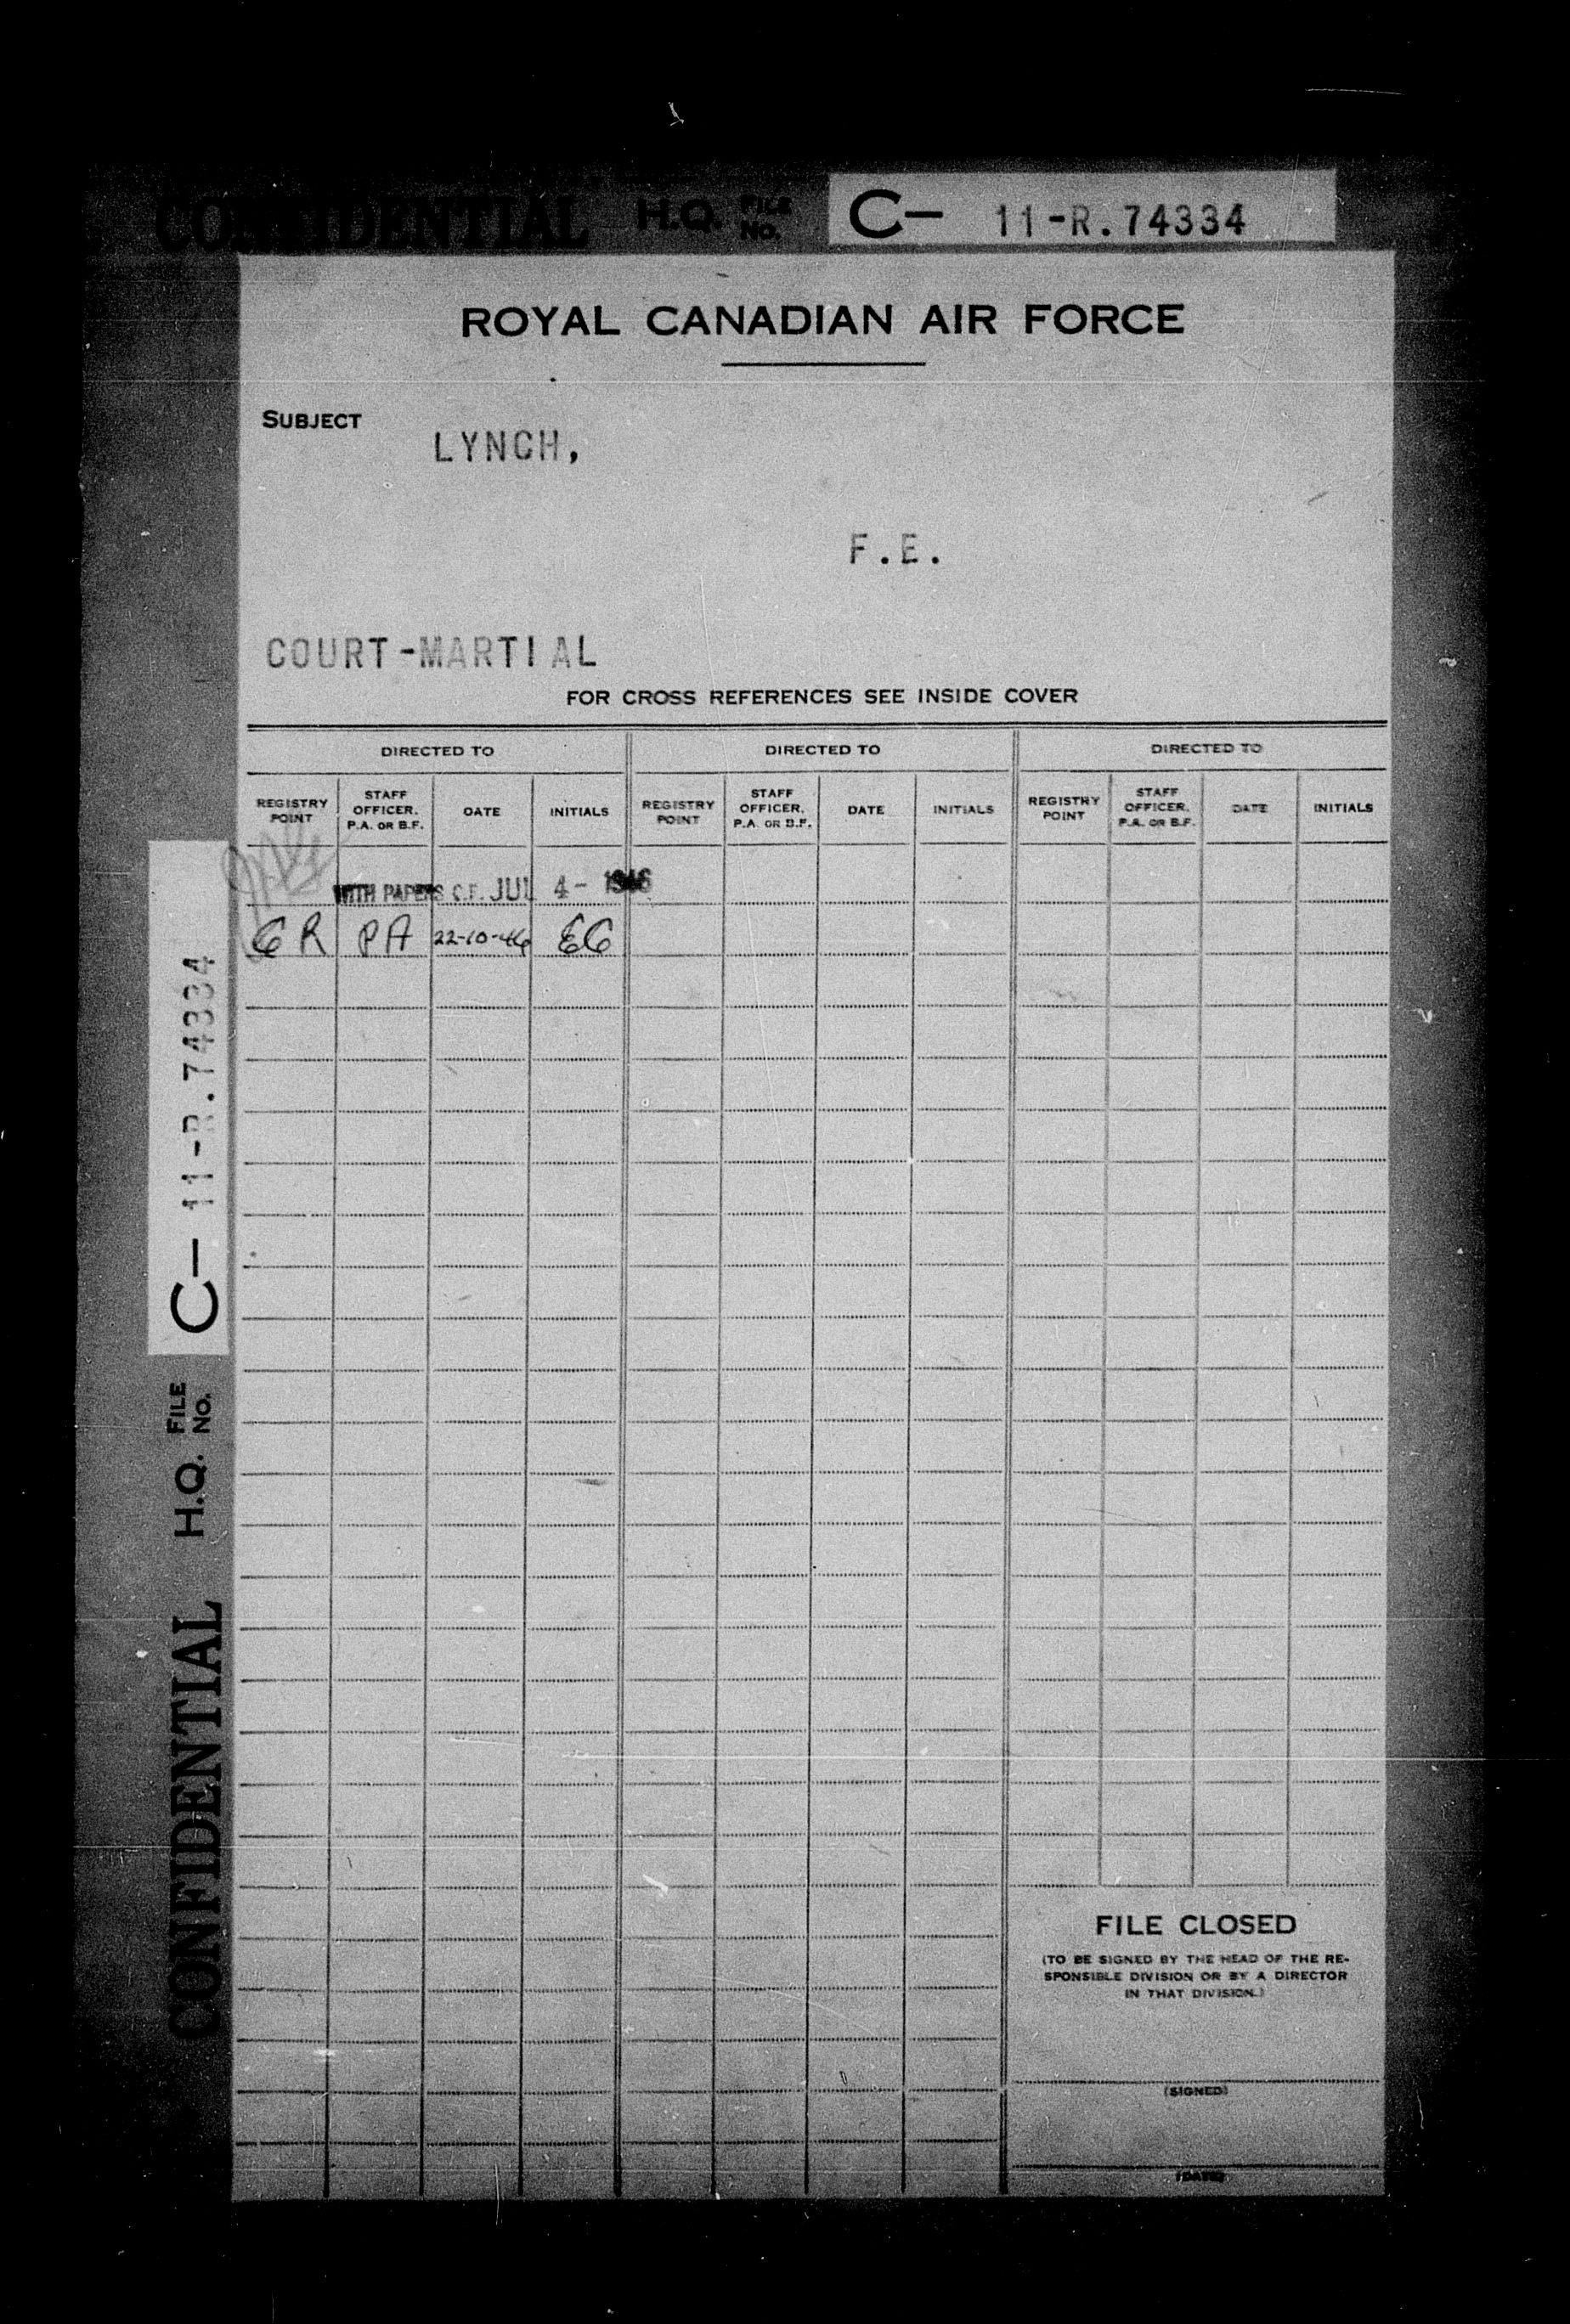 CONFIDENTIAL H.Q. FILE No. C- 11-R.74334
ROYAL CANADIAN AIR FORCE
SUBJECT
LYNCH,
F.E.
COURT-MARTIAL
FOR CROSS REFERENCES SEE INSIDE COVER
DIRECTED TO DIRECTED TO DIRECTED TO
REGISTRY POINT STAFF OFFICER, P.A. OR B.F. DATE INITIALS REGISTRY POINT STAFF OFFICER, P.A. OR B.F. DATE INITIALS REGISTRY POINT STAFF OFFICER, P.A. OR B.F. DATE INITIALS
WITH PAPERS C.F. JUL 4- 1946
CR PA 22-10-46 EC
FILE CLOSED
(TO BE SIGNED BY THE HEAD OF THE RE-
SPONSIBLE DIVISION OR BY A DIRECTOR
IN THAT DIVISION.)
(SIGNED)
(DATE)
CONFIDENTIAL H.Q. FILE No. C- 11-R.74334